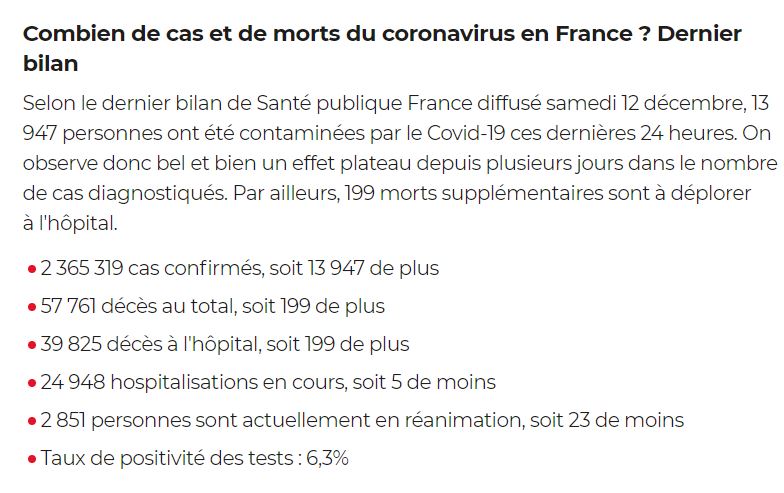 Combien de cas et de morts du coronavirus en France ? Dernier
bilan
Selon le dernier bilan de Santé publique France diffusé samedi 12 décembre, 13
947 personnes ont été contaminées par le Covid-19 ces dernières 24 heures. On
observe donc bel et bien un effet plateau depuis plusieurs jours dans le nombre
de cas diagnostiqués. Par ailleurs, 199 morts supplémentaires sont à déplorer
à l'hôpital.
• 2 365 319 cas confirmés, soit 13 947 de plus
• 57 761 décès au total, soit 199 de plus
• 39 825 décès à l'hôpital, soit 199 de plus
• 24 948 hospitalisations en cours, soit 5 de moins
• 2 851 personnes sont actuellement en réanimation, soit 23 de moins
• Taux de positivité des tests : 6,3%